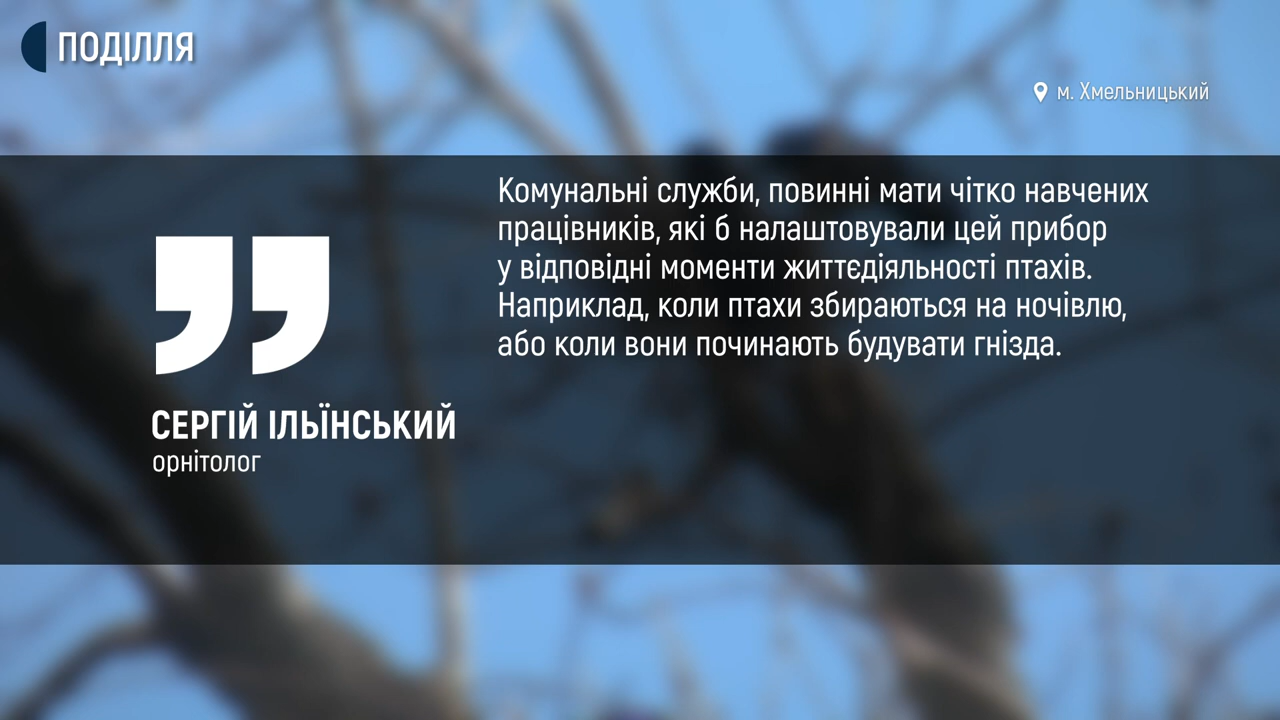 ПОДІЛЛЯ
м. Хмельницький
Комунальні служби, повинні мати чітко навчених
працівників, які б налаштовували цей прибор
у відповідні моменти життєдіяльності птахів.
Наприклад, коли птахи збираються на ночівлю,
або коли вони починають будувати гнізда.
”
СЕРГІЙ ІЛЬЇНСЬКИЙ
орнітолог